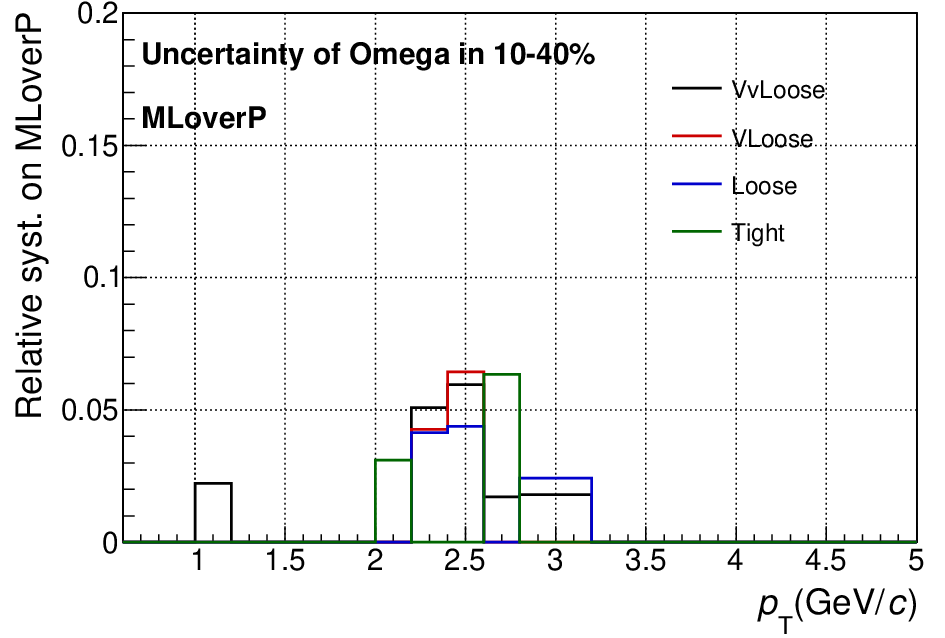 Relative syst. on MLoverP
Uncertainty of Omega in 10-40%
MLoverP
VvLoose
VLoose
Loose
Tight
0.2
0.15
0.1
0.05
0
1 1.5 2 2.5 3 3.5 4 4.5 5
p_T(GeV/c)